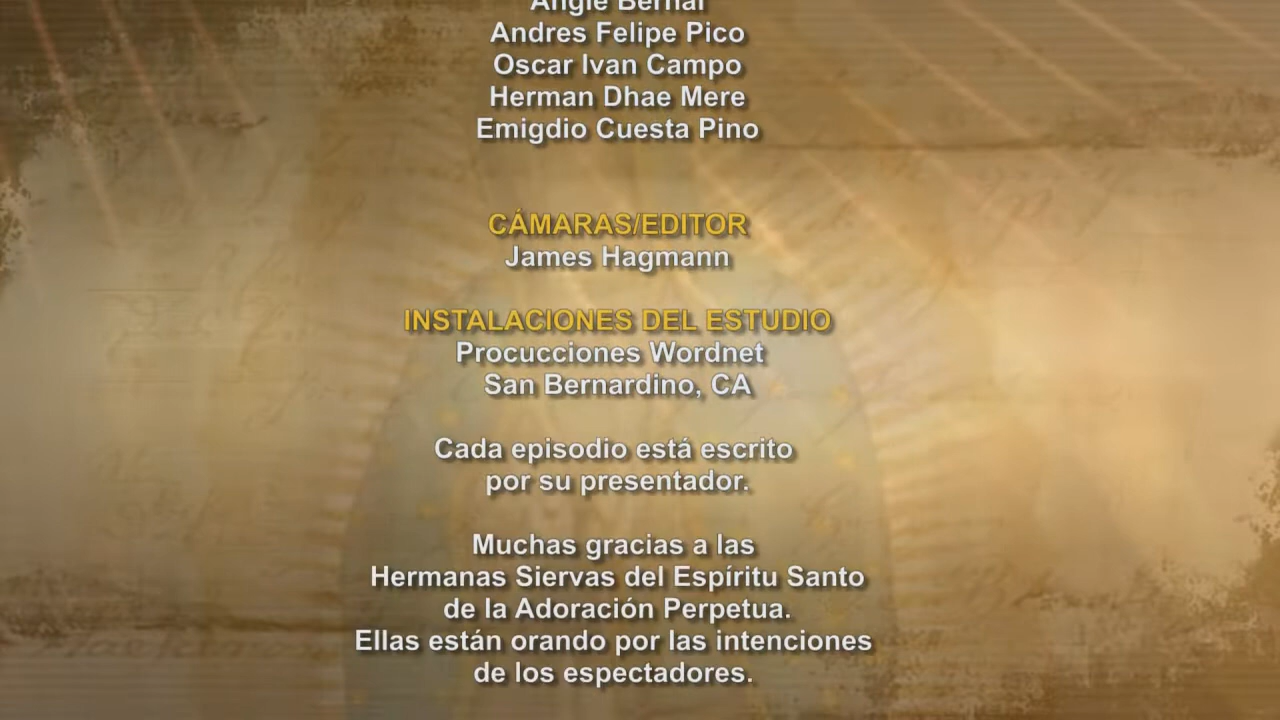 Angie Bernal
Andres Felipe Pico
Oscar Ivan Campo
Herman Dhae Mere
Emigdio Cuesta Pino
CÁMARAS/EDITOR
James Hagmann
INSTALACIONES DEL ESTUDIO
Procucciones Wordnet
San Bernardino, CA
Cada episodio está escrito
por su presentador.
Muchas gracias a las
Hermanas Siervas del Espíritu Santo
de la Adoración Perpetua.
Ellas están orando por las intenciones
de los espectadores.